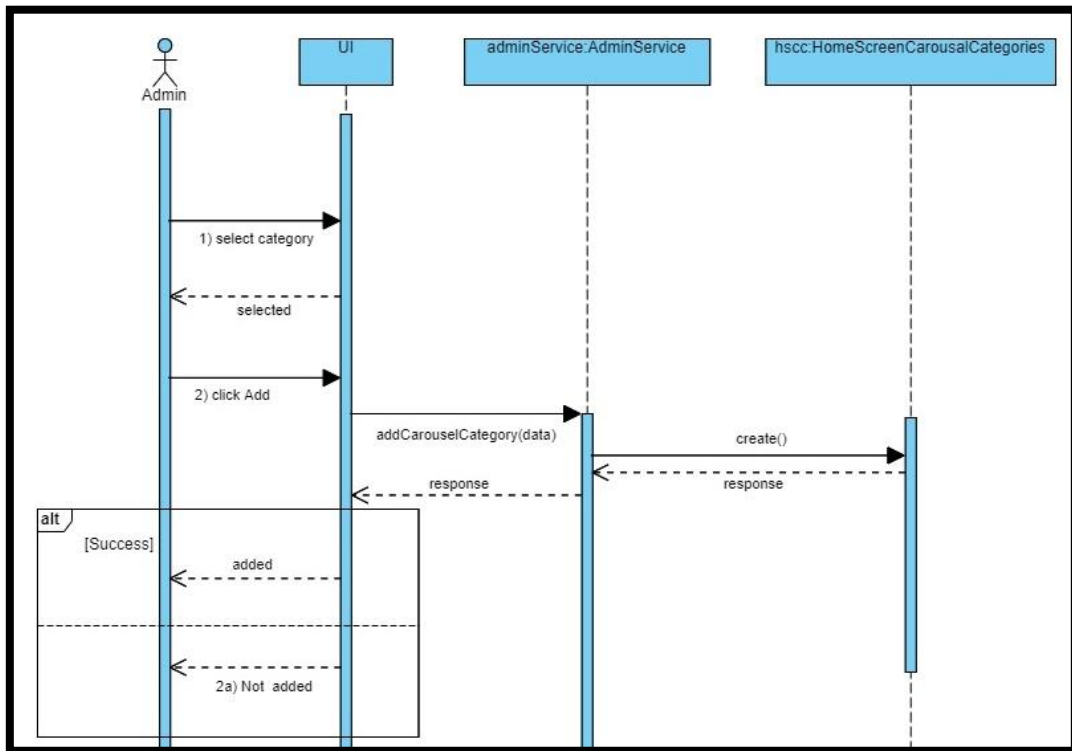 UI
adminService:AdminService
hscc:HomeScreenCarousalCategories
Admin
1) select category
selected
2) click Add
addCarouselCategory(data)
create()
response
response
alt
[Success]
added
2a) Not added